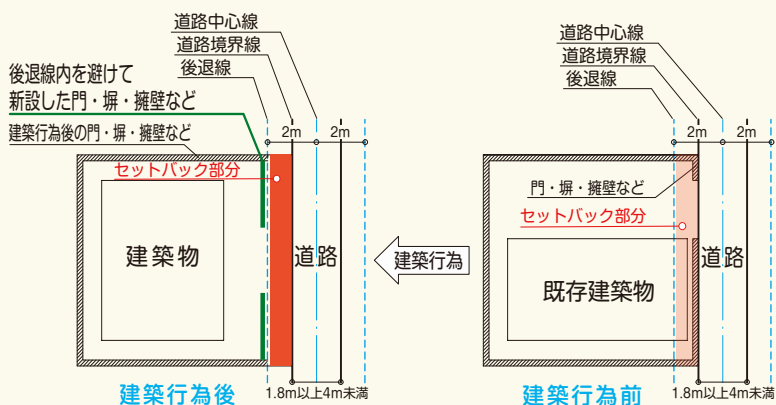 道路中心線
道路境界線
後退線
後退線内を避けて
新設した門・塀・擁壁など
建築行為後の門・塀・擁壁など
2m
2m
セットバック部分
建築物
道路
建築行為後
1.8m以上4m未満
建築行為
道路中心線
道路境界線
後退線
2m
2m
門・塀・擁壁など
セットバック部分
道路
既存建築物
建築行為前
1.8m以上4m未満